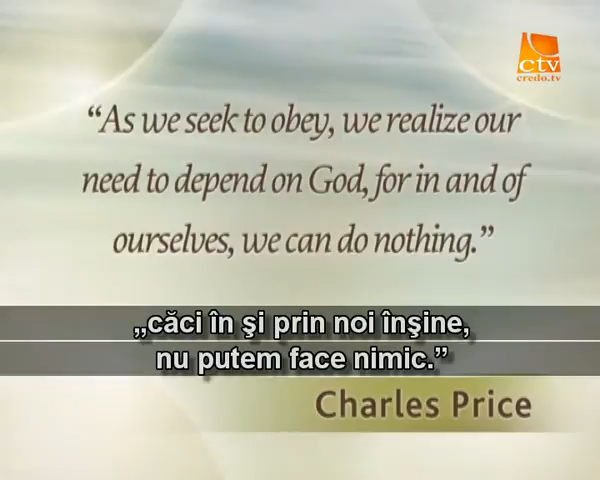 ctv
credo.tv
“As we seek to obey, we realize our
need to depend on God, for in and of
ourselves, we can do nothing.”
„căci în şi prin noi înşine,
nu putem face nimic.”
Charles Price